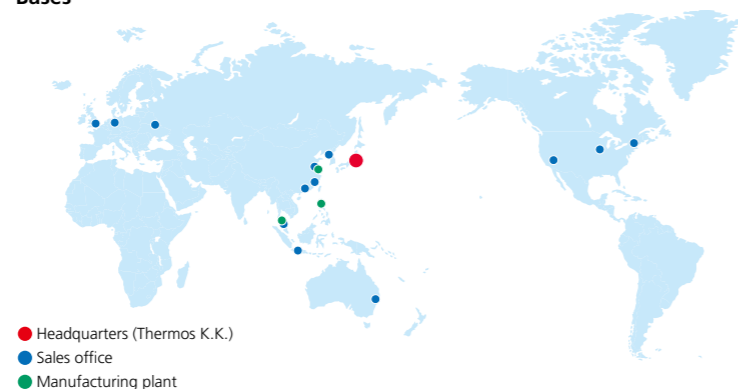 Bases
Headquarters (Thermos K.K.)
Sales office
Manufacturing plant